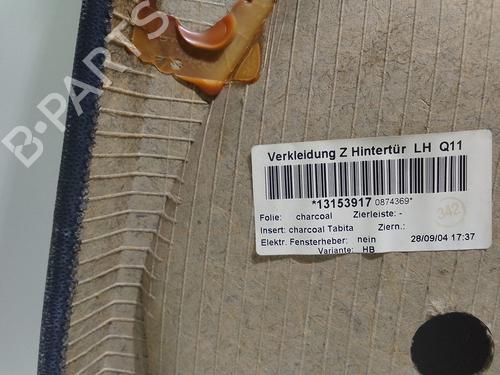 B-PARTS
Verkleidung Z Hintertür LH Q11
*13153917 0874369*
Folie: charcoal Zierleiste: -
342
Insert: charcoal Tabita Ziern.:
Elektr. Fensterheber: nein 28/09/04 17:37
Variante: HB